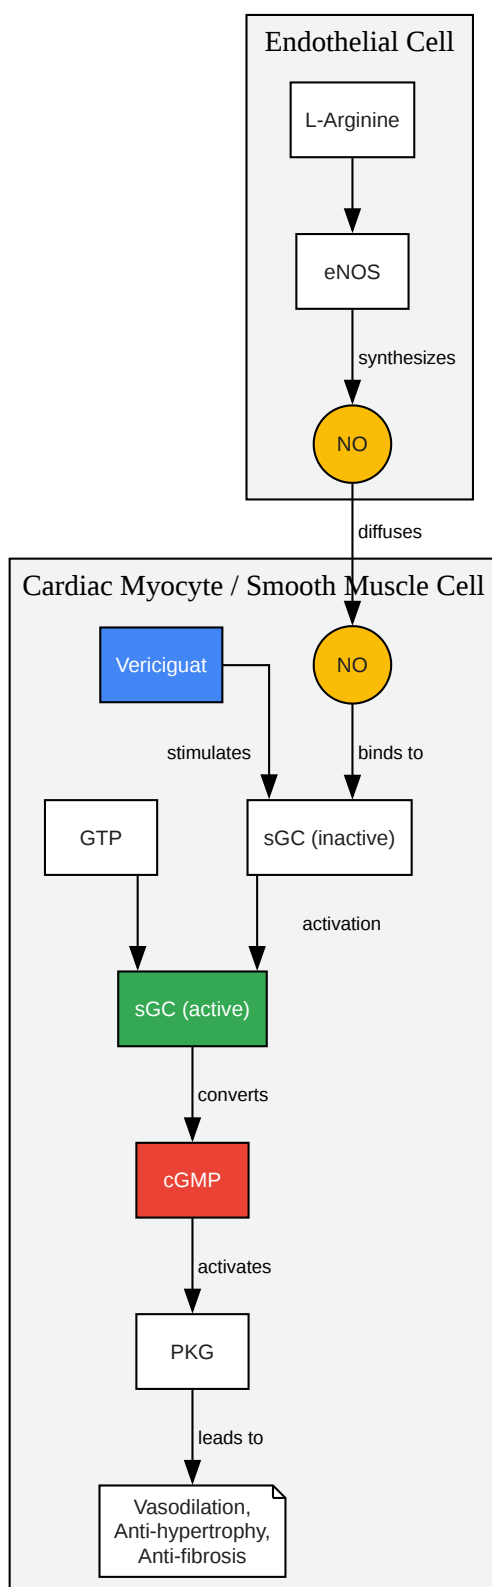 Endothelial Cell
L-Arginine
eNOS
synthesizes
NO
diffuses
Cardiac Myocyte / Smooth Muscle Cell
Vericiguat
NO
stimulates
binds to
GTP
sGC (inactive)
activation
sGC (active)
converts
cGMP
activates
PKG
leads to
Vasodilation,
Anti-hypertrophy,
Anti-fibrosis